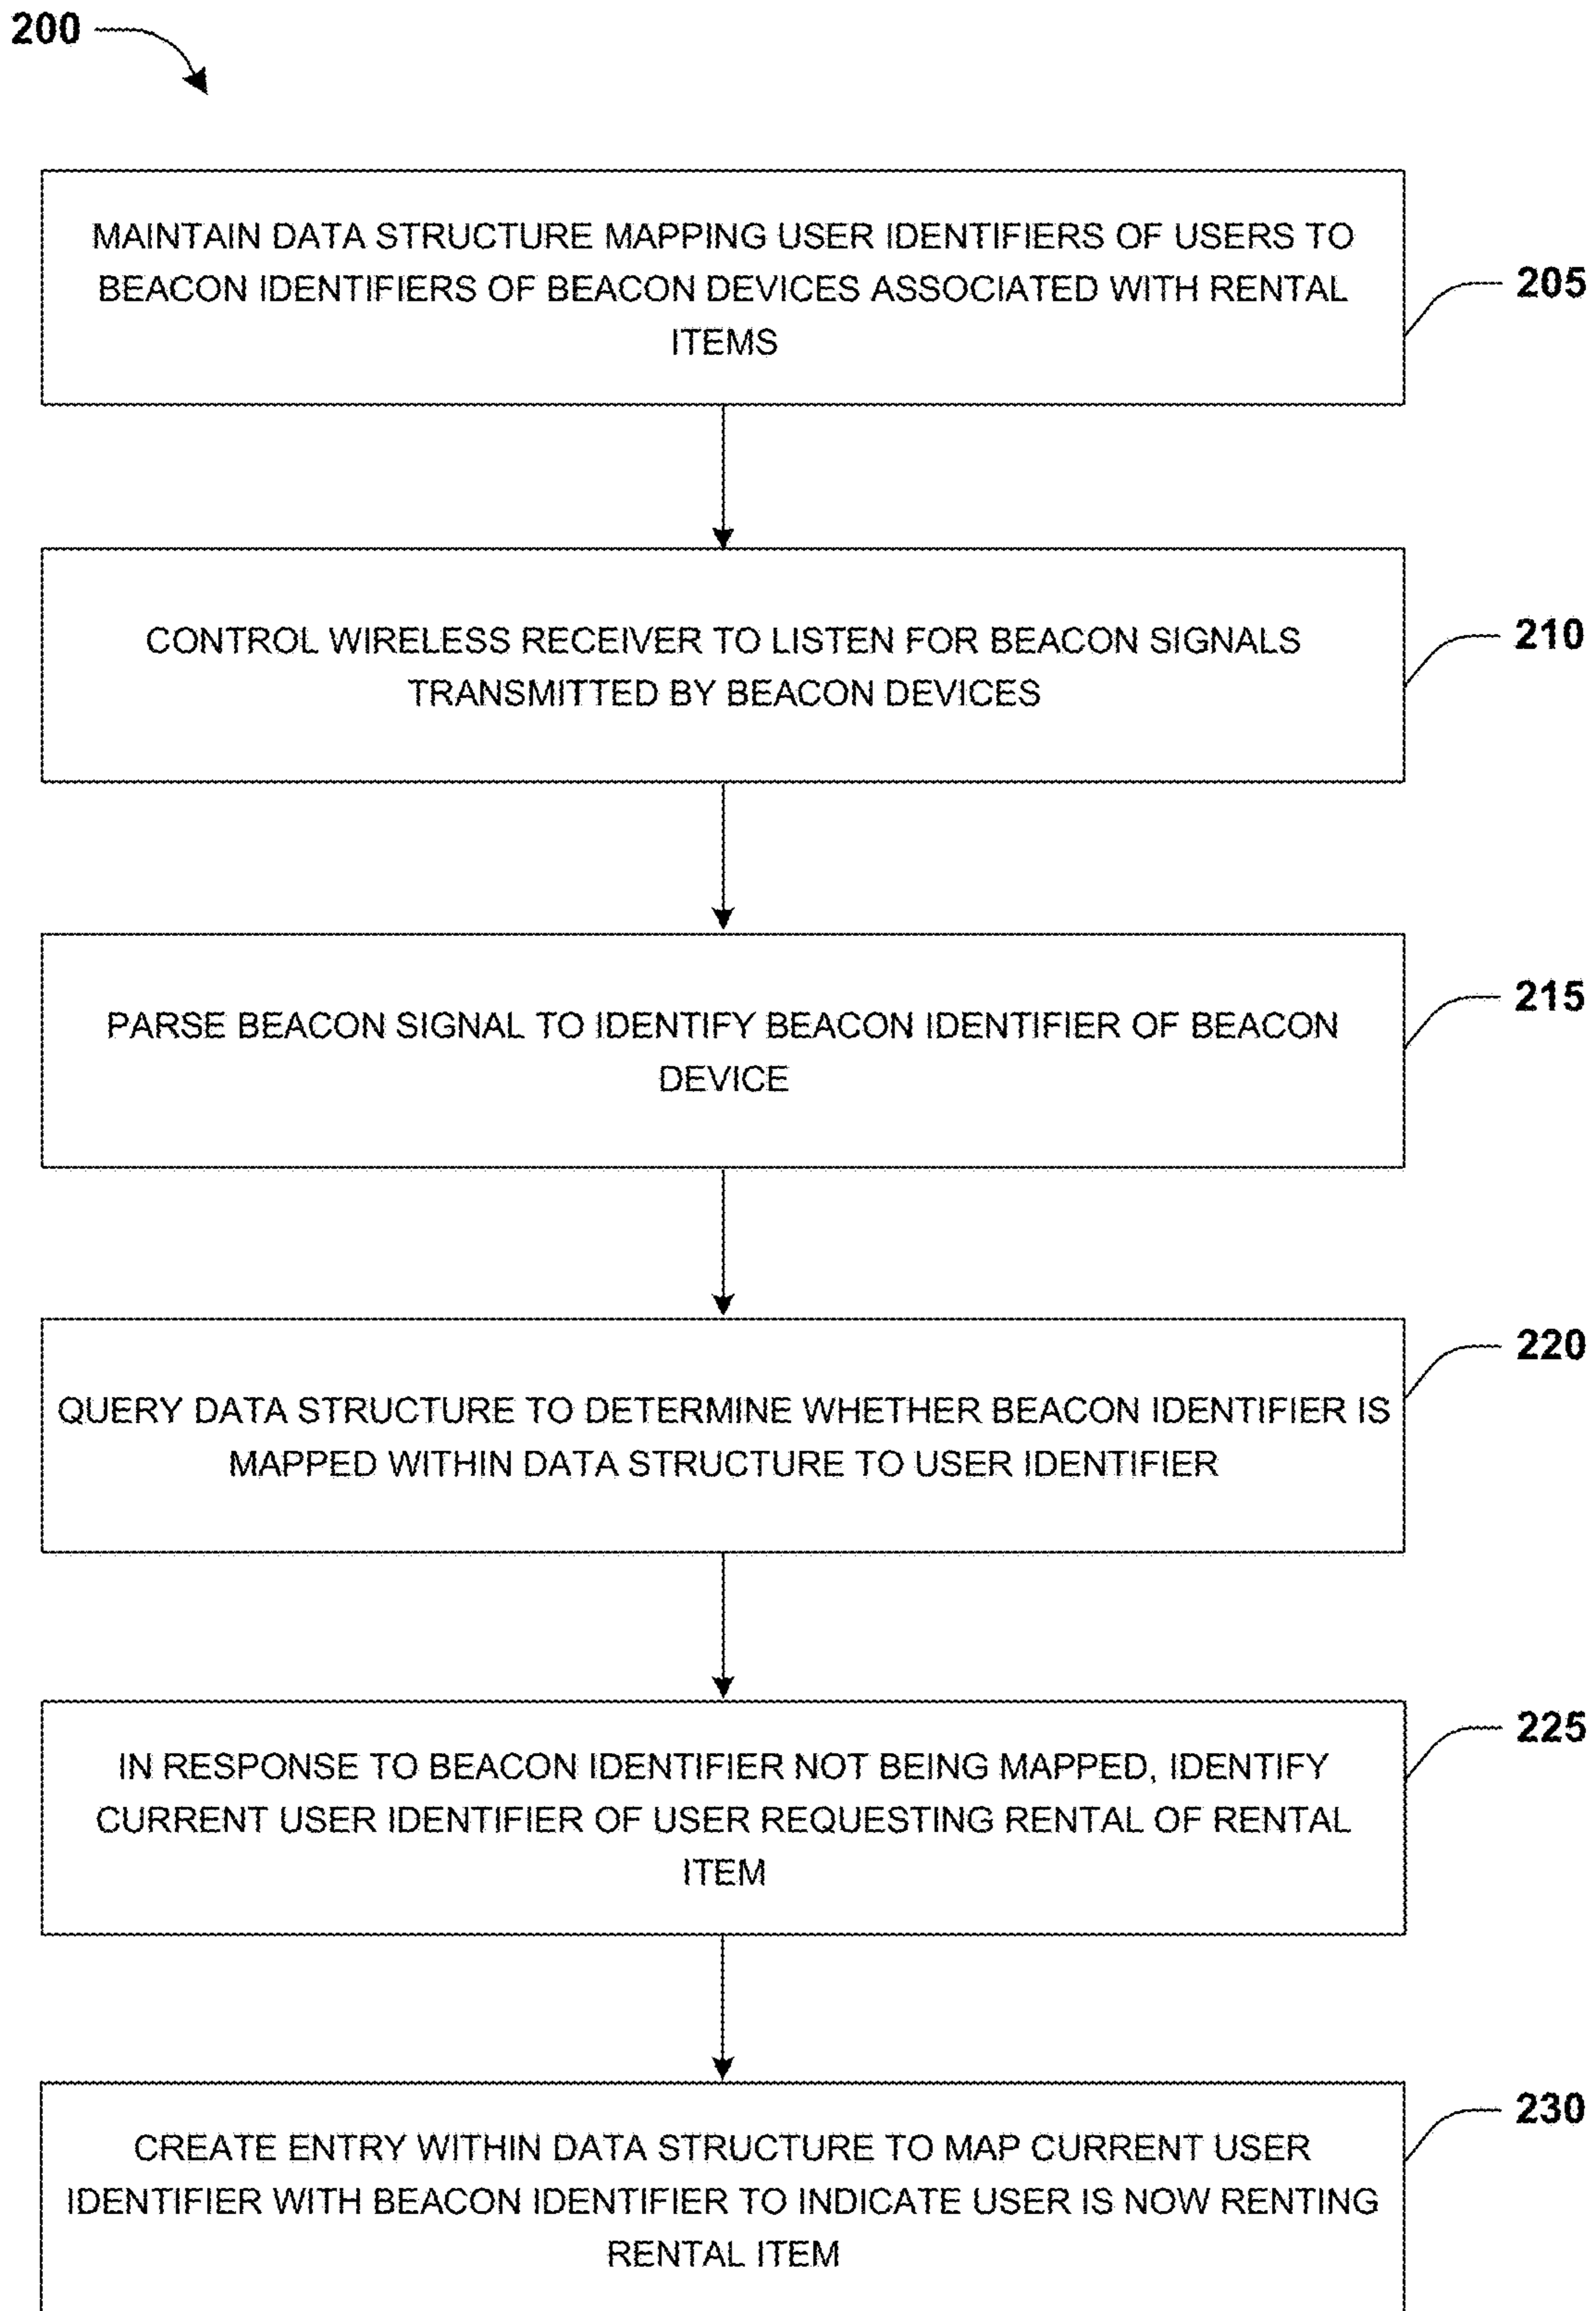 200
MAINTAIN DATA STRUCTURE MAPPING USER IDENTIFIERS OF USERS TO
BEACON IDENTIFIERS OF BEACON DEVICES ASSOCIATED WITH RENTAL
ITEMS
205
CONTROL WIRELESS RECEIVER TO LISTEN FOR BEACON SIGNALS
TRANSMITTED BY BEACON DEVICES
210
PARSE BEACON SIGNAL TO IDENTIFY BEACON IDENTIFIER OF BEACON
DEVICE
215
QUERY DATA STRUCTURE TO DETERMINE WHETHER BEACON IDENTIFIER IS
MAPPED WITHIN DATA STRUCTURE TO USER IDENTIFIER
220
IN RESPONSE TO BEACON IDENTIFIER NOT BEING MAPPED, IDENTIFY
CURRENT USER IDENTIFIER OF USER REQUESTING RENTAL OF RENTAL
ITEM
225
CREATE ENTRY WITHIN DATA STRUCTURE TO MAP CURRENT USER
IDENTIFIER WITH BEACON IDENTIFIER TO INDICATE USER IS NOW RENTING
RENTAL ITEM
230